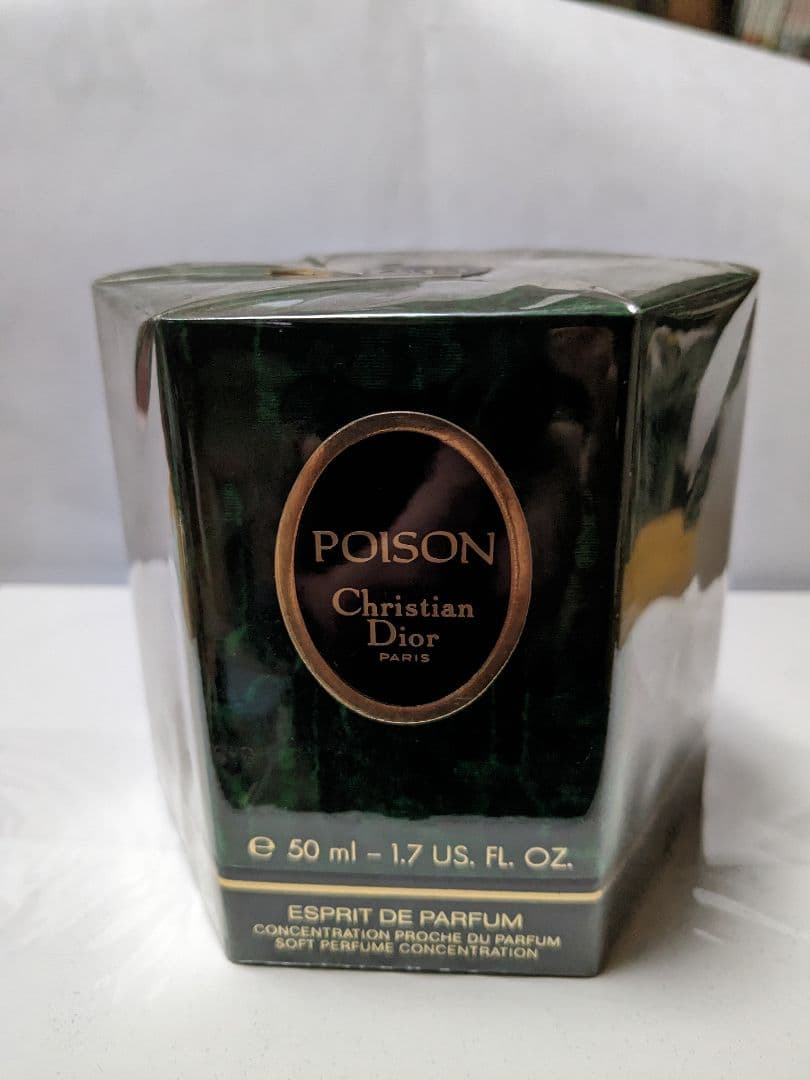 POISON
Christian
Dior
PARIS
℮ 50 ml – 1.7 US. FL. OZ.
ESPRIT DE PARFUM
CONCENTRATION PROCHE DU PARFUM
SOFT PERFUME CONCENTRATION